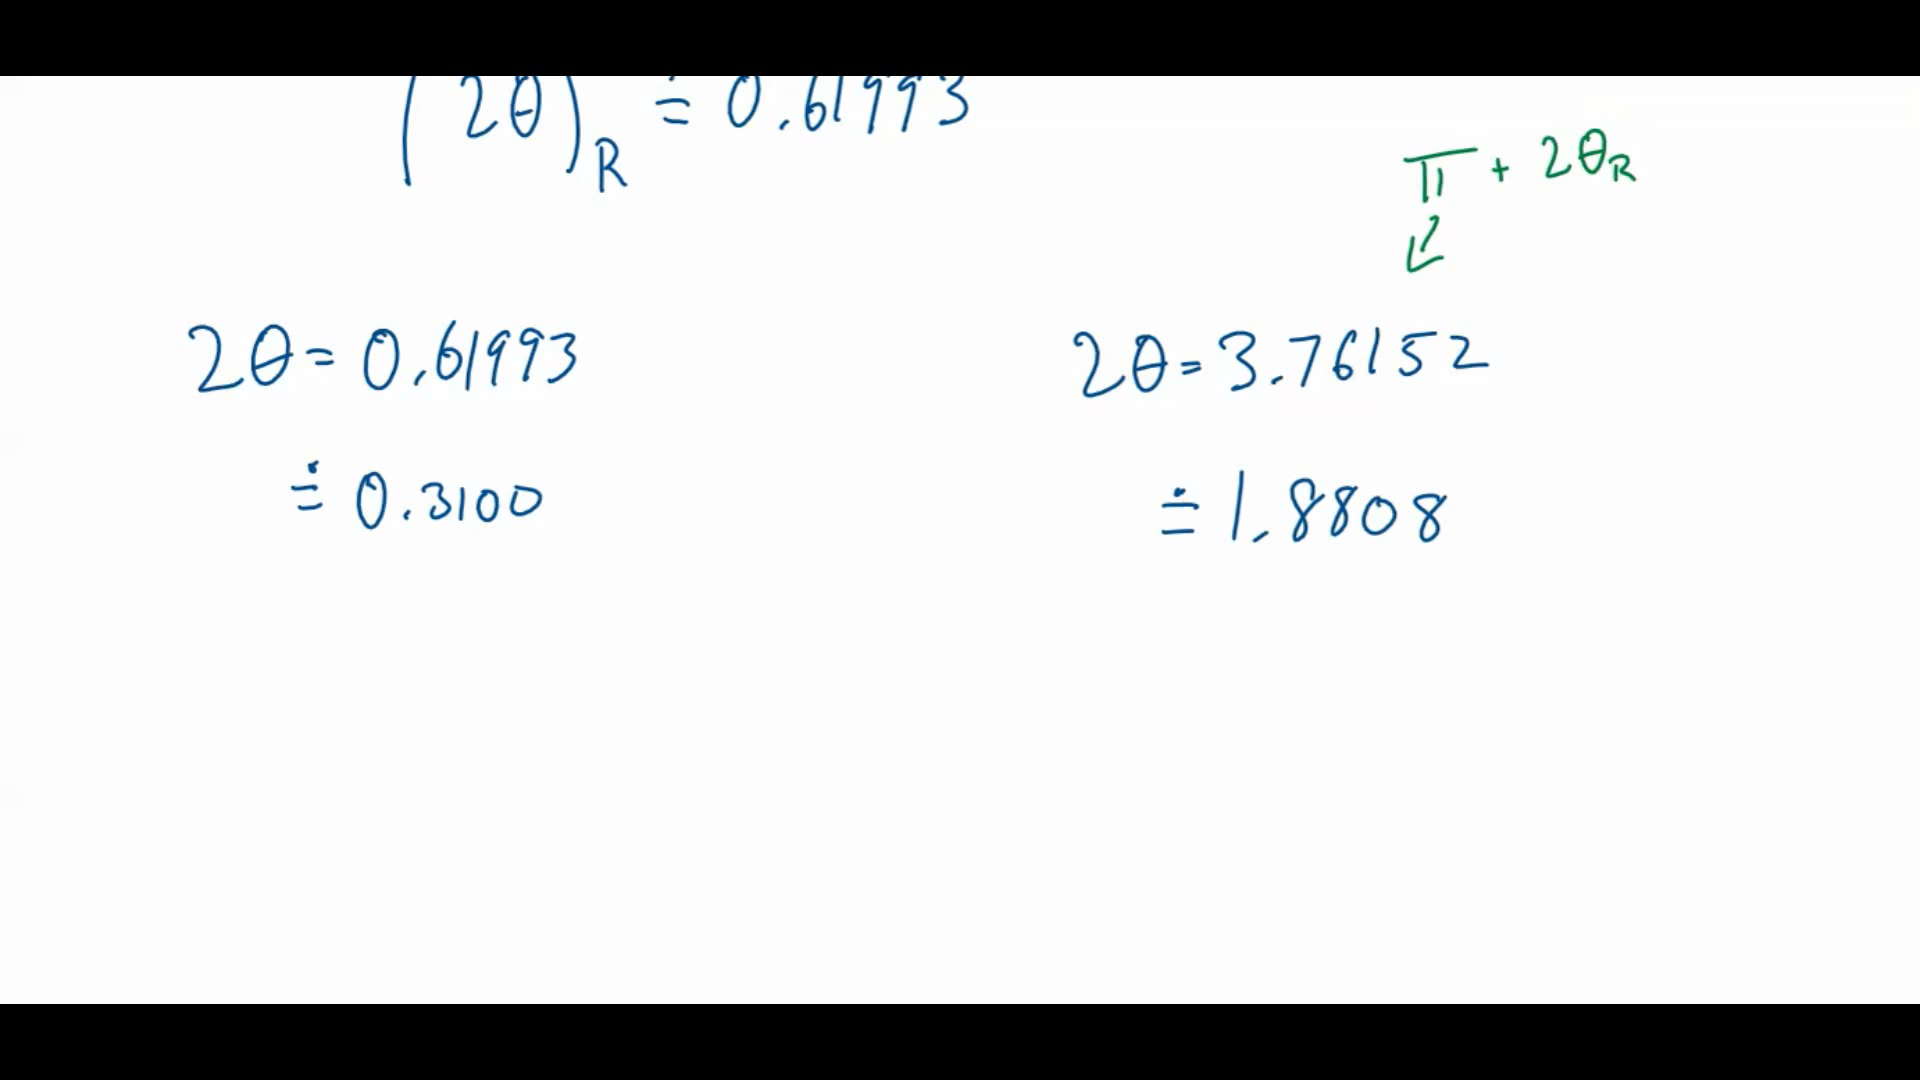 (2θ)R ≐ 0.61993
π + 2θR
2θ = 0.61993
2θ = 3.76152
≐ 0.3100
≐ 1.8808